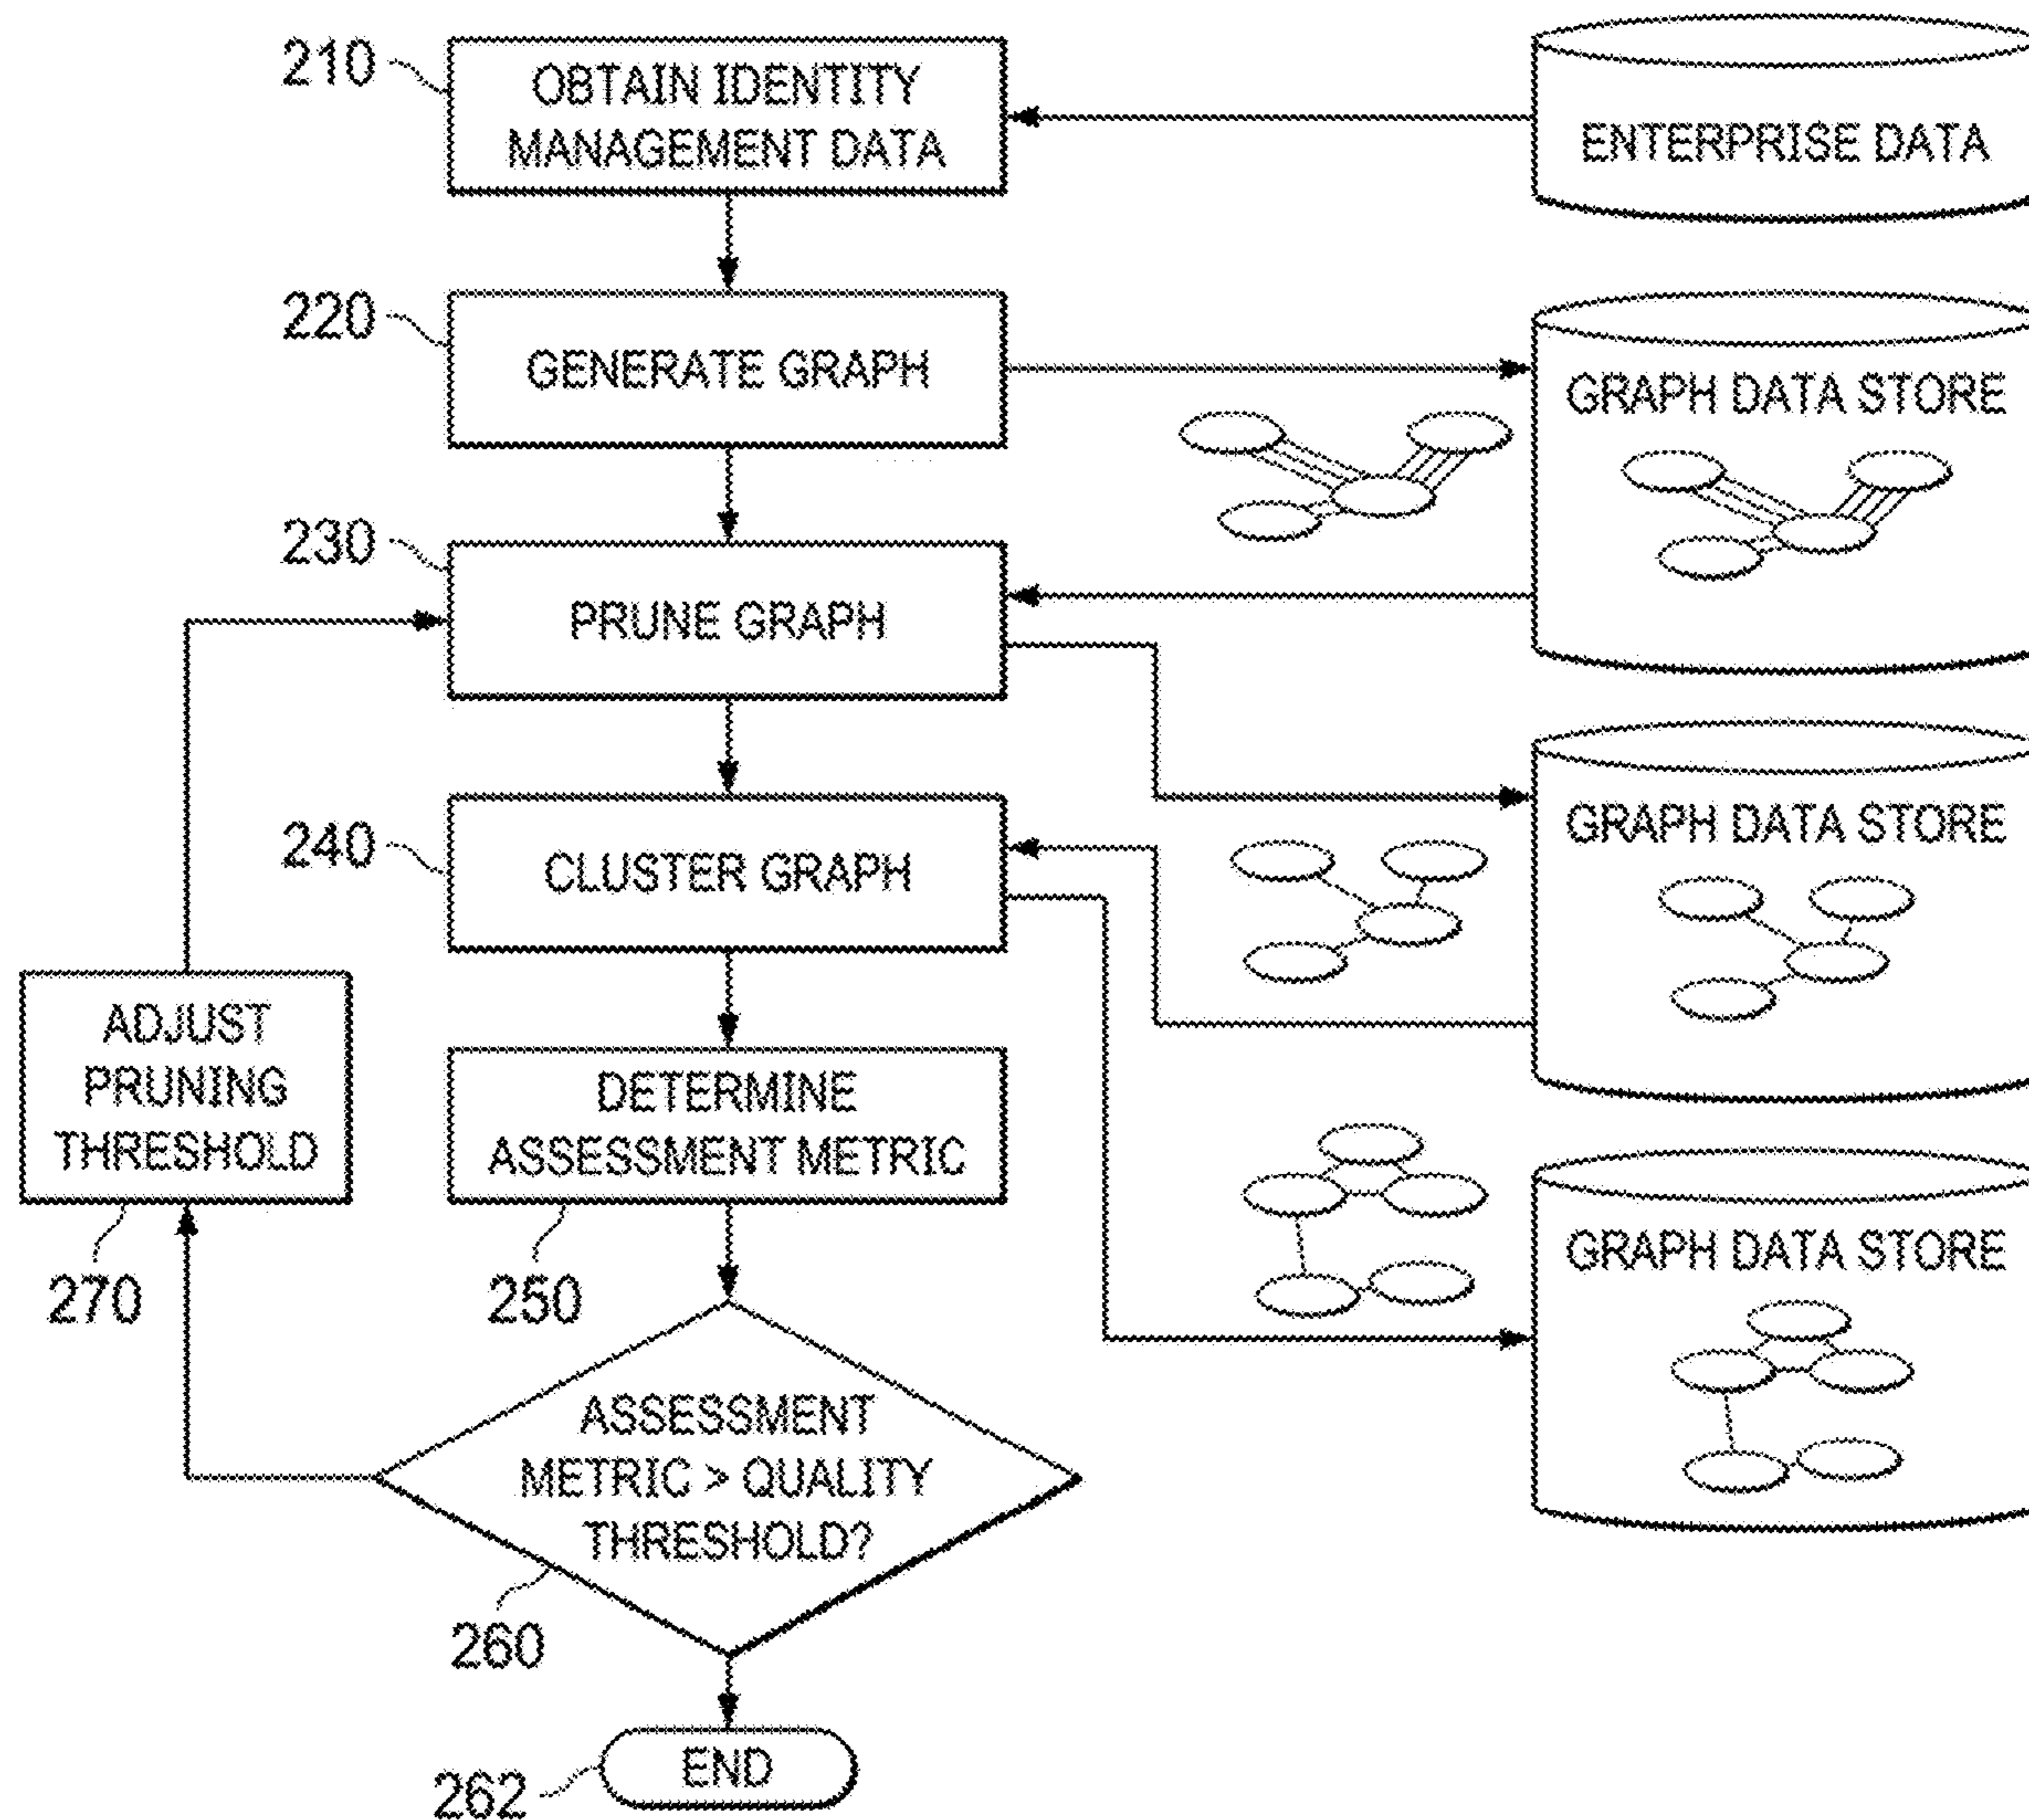 210
OBTAIN IDENTITY
MANAGEMENT DATA
ENTERPRISE DATA
220
GENERATE GRAPH
GRAPH DATA STORE
230
PRUNE GRAPH
240
CLUSTER GRAPH
GRAPH DATA STORE
ADJUST
PRUNING
THRESHOLD
270
DETERMINE
ASSESSMENT METRIC
250
GRAPH DATA STORE
ASSESSMENT
METRIC > QUALITY
THRESHOLD?
260
END
262